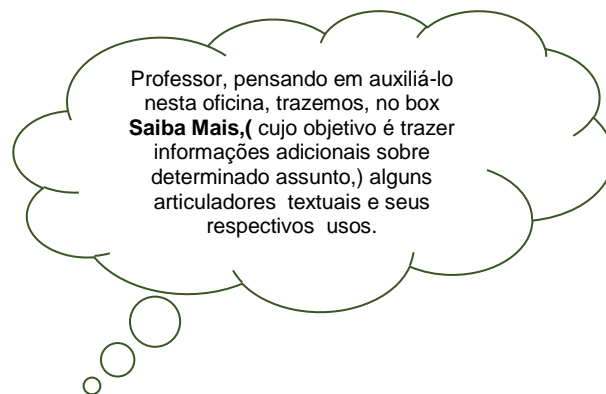 Professor, pensando em auxiliá-lo
nesta oficina, trazemos, no box
Saiba Mais,( cujo objetivo é trazer
informações adicionais sobre
determinado assunto,) alguns
articuladores textuais e seus
respectivos usos.